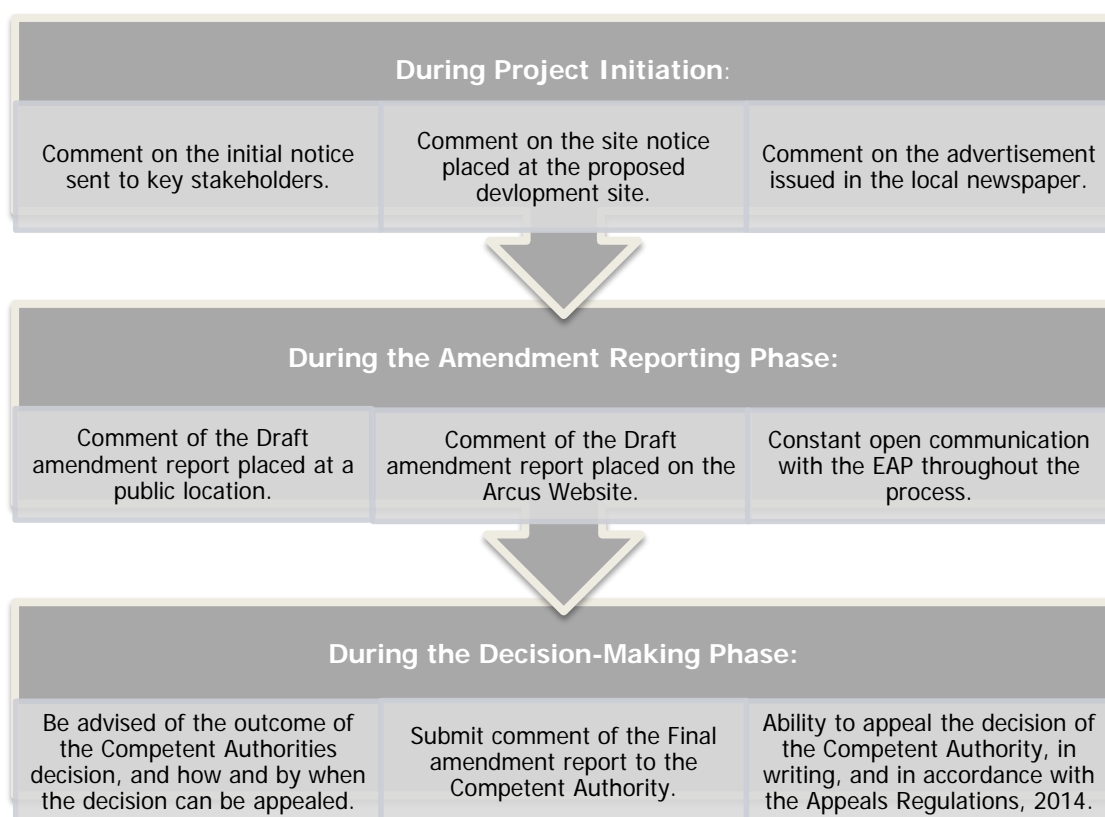 During Project Initiation:
Comment on the initial notice
sent to key stakeholders.
Comment on the site notice
placed at the proposed
devlopment site.
Comment on the advertisement
issued in the local newspaper.
During the Amendment Reporting Phase:
Comment of the Draft
amendment report placed at a
public location.
Comment of the Draft
amendment report placed on the
Arcus Website.
Constant open communication
with the EAP throughout the
process.
During the Decision-Making Phase:
Be advised of the outcome of
the Competent Authorities
decision, and how and by when
the decision can be appealed.
Submit comment of the Final
amendment report to the
Competent Authority.
Ability to appeal the decision of
the Competent Authority, in
writing, and in accordance with
the Appeals Regulations, 2014.